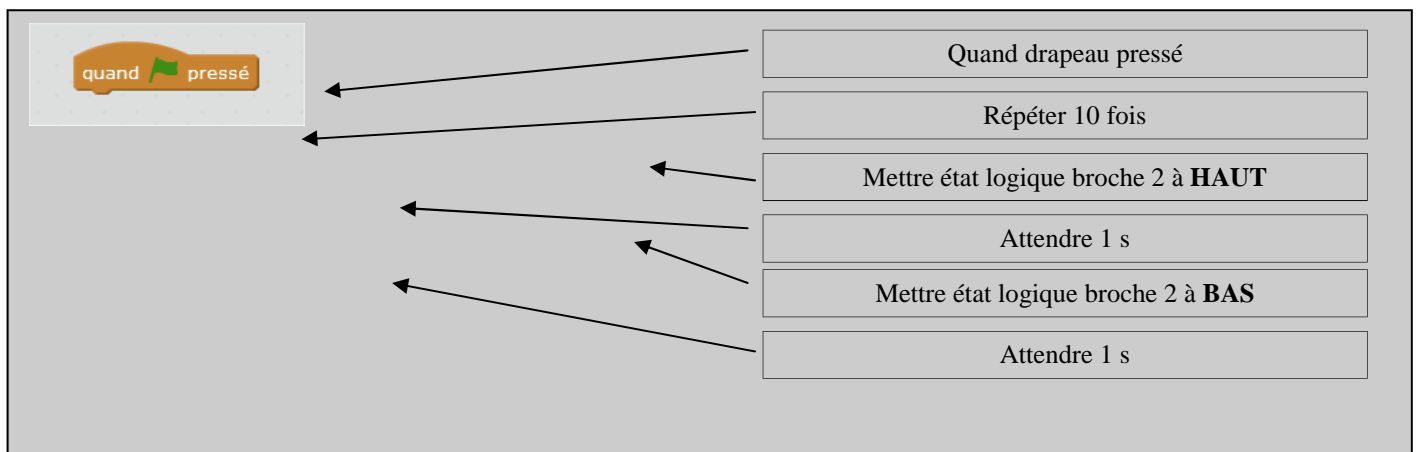 quand pressé
Quand drapeau pressé
Répéter 10 fois
Mettre état logique broche 2 à HAUT
Attendre 1 s
Mettre état logique broche 2 à BAS
Attendre 1 s